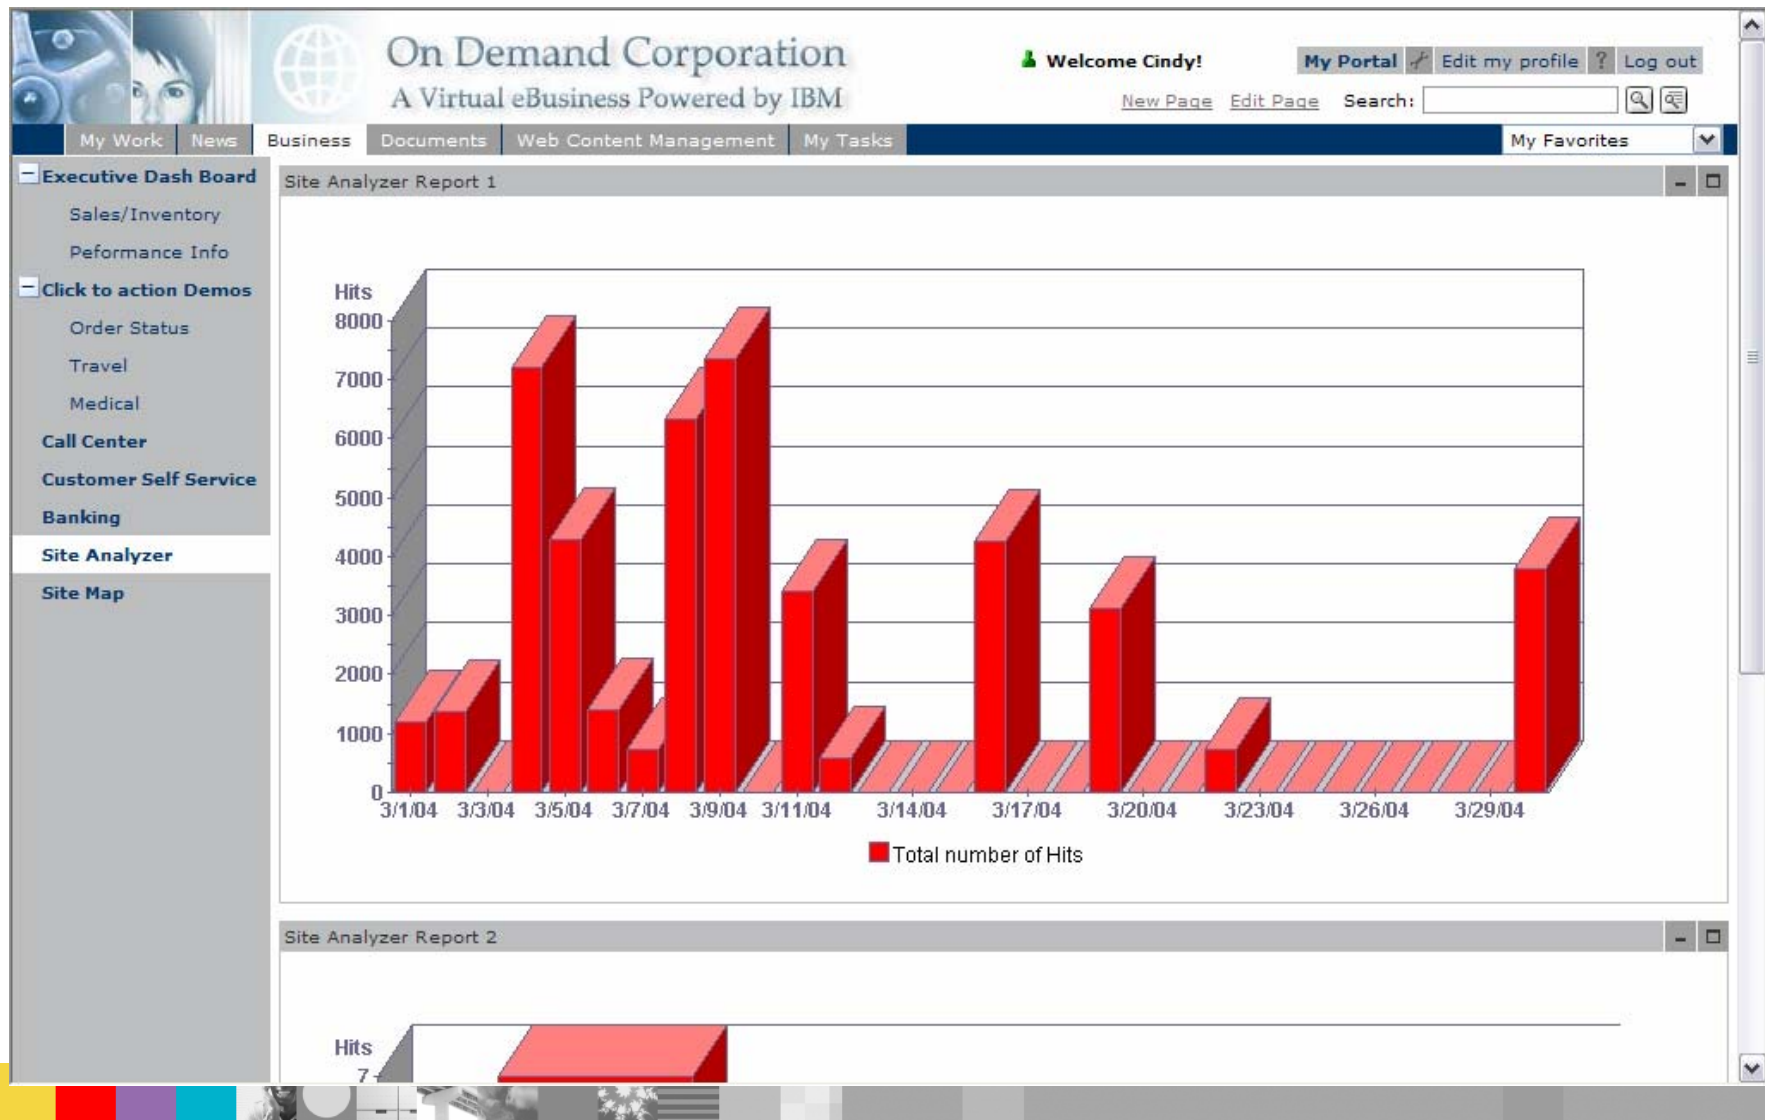 On Demand Corporation
A Virtual eBusiness Powered by IBM
Welcome Cindy!
My Portal Edit my profile ? Log out
New Page Edit Page Search:
My Work News Business Documents Web Content Management My Tasks My Favorites
Executive Dash Board
Sales/Inventory
Peformance Info
Click to action Demos
Order Status
Travel
Medical
Call Center
Customer Self Service
Banking
Site Analyzer
Site Map
Site Analyzer Report 1
Hits
8000
7000
6000
5000
4000
3000
2000
1000
0
3/1/04 3/3/04 3/5/04 3/7/04 3/9/04 3/11/04 3/14/04 3/17/04 3/20/04 3/23/04 3/26/04 3/29/04
Total number of Hits
Site Analyzer Report 2
Hits
7